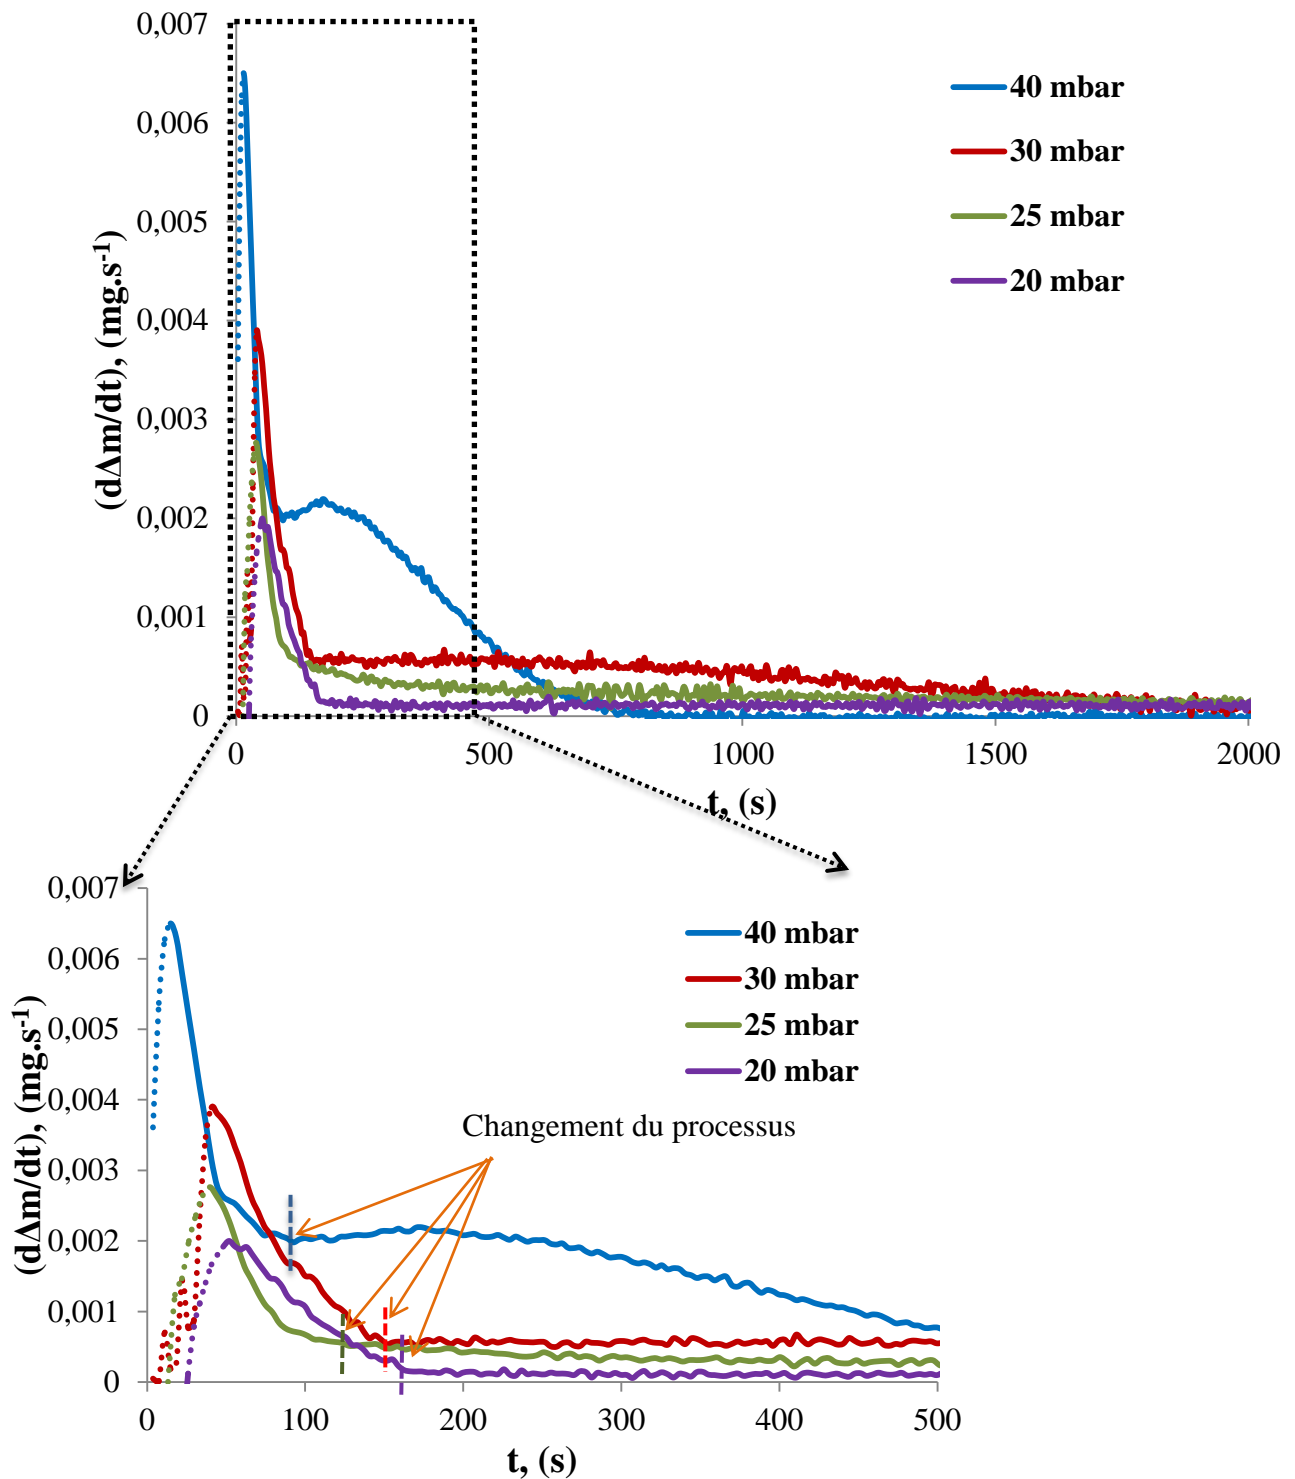 0,007
0,006
0,005
0,004
0,003
0,002
0,001
0
(dΔm/dt), (mg.s-1)
40 mbar
30 mbar
25 mbar
20 mbar
0 500 1000 1500 2000
t, (s)
0,007
0,006
0,005
0,004
0,003
0,002
0,001
0
(dΔm/dt), (mg.s-1)
40 mbar
30 mbar
25 mbar
20 mbar
Changement du processus
0 100 200 300 400 500
t, (s)